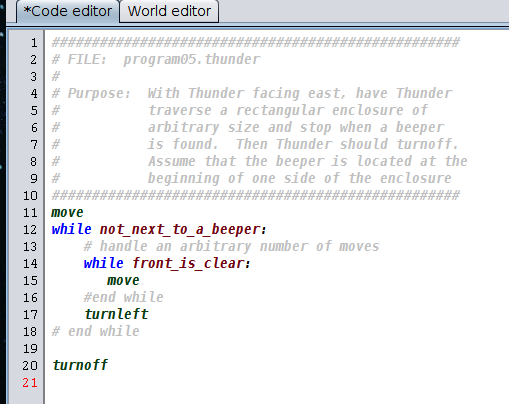 *Code editor World editor
1 ###################################################
2 # FILE:  program05.thunder
3 #
4 # Purpose:  With Thunder facing east, have Thunder
5 #           traverse a rectangular enclosure of
6 #           arbitrary size and stop when a beeper
7 #           is found.  Then Thunder should turnoff.
8 #           Assume that the beeper is located at the
9 #           beginning of one side of the enclosure
10 ###################################################
11 move
12 while not_next_to_a_beeper:
13     # handle an arbitrary number of moves
14     while front_is_clear:
15        move
16     #end while
17     turnleft
18 # end while
19
20 turnoff
21